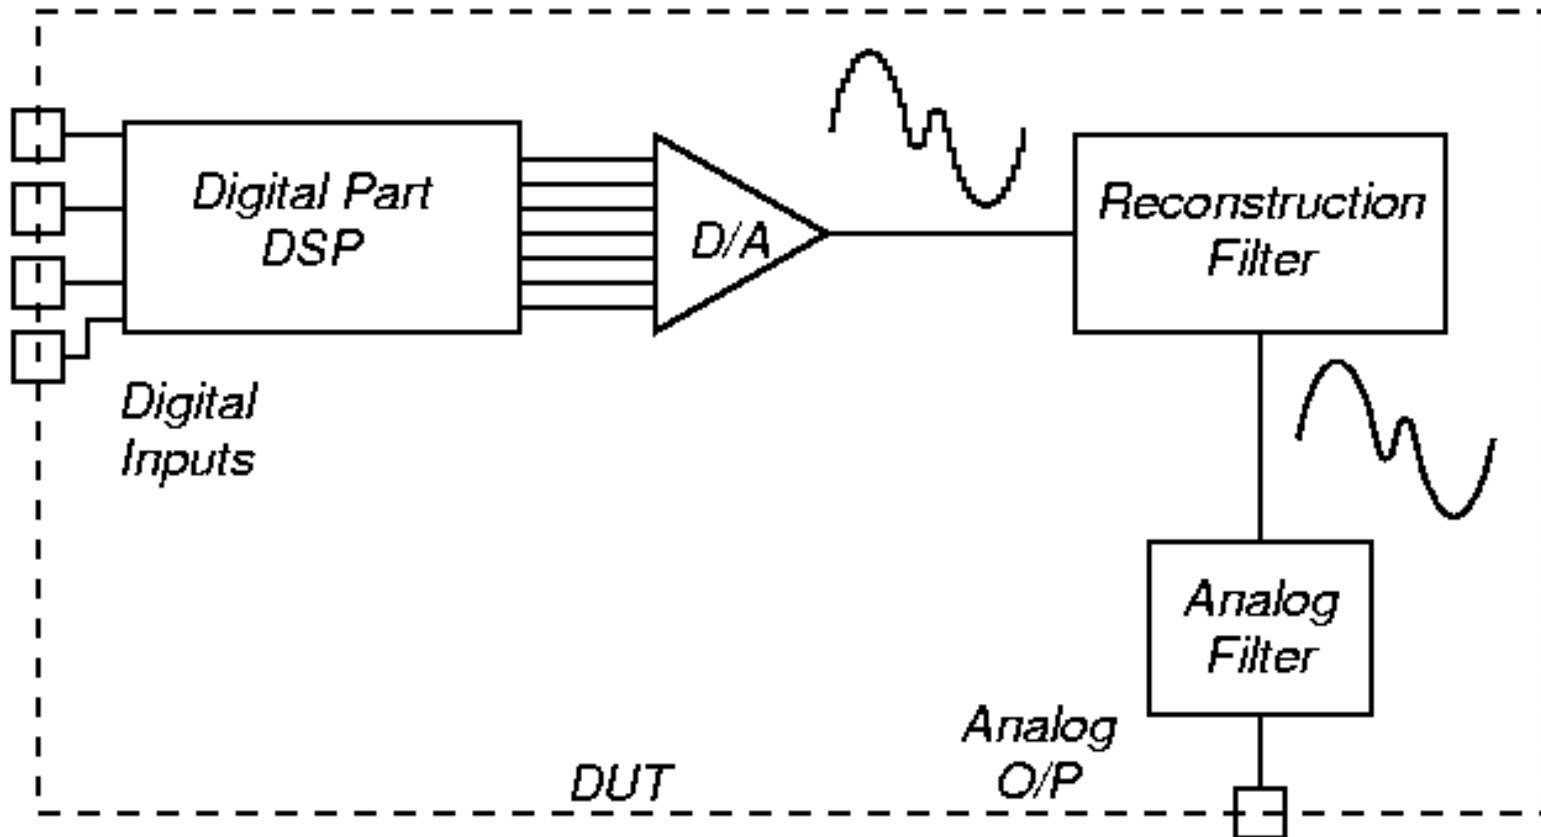 Digital Part
DSP
D/A
Reconstruction
Filter
Digital
Inputs
Analog
Filter
Analog
O/P
DUT